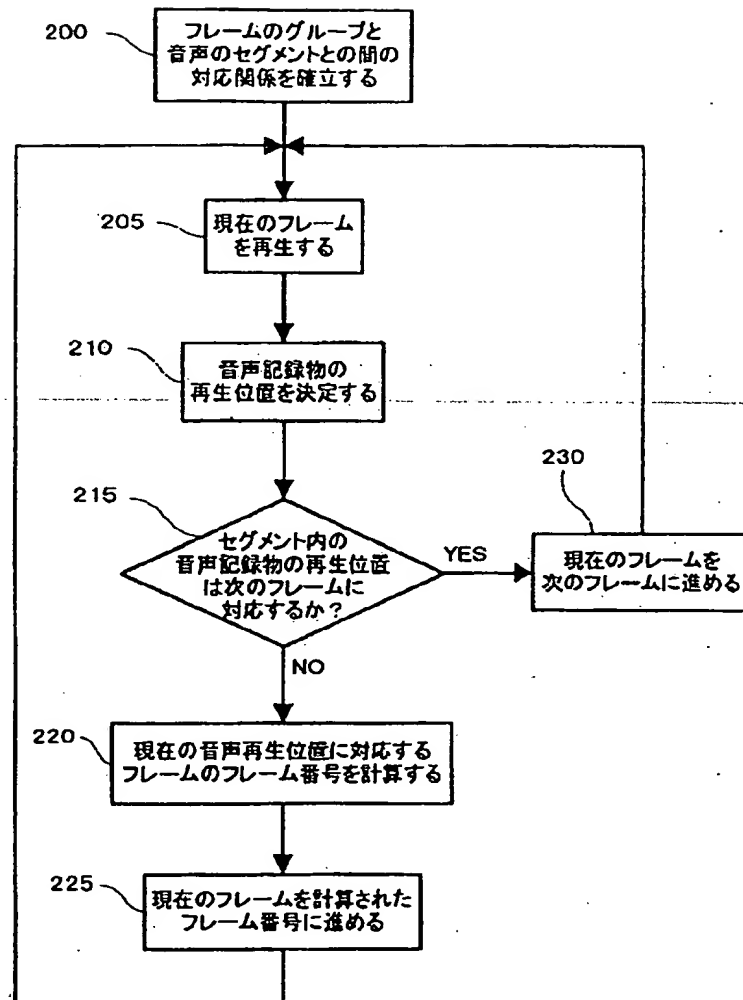 200
フレームのグループと
音声のセグメントとの間の
対応関係を確立する
205
現在のフレーム
を再生する
210
音声記録物の
再生位置を決定する
215
セグメント内の
音声記録物の再生位置
は次のフレームに
対応するか?
YES
230
現在のフレームを
次のフレームに進める
NO
220
現在の音声再生位置に対応する
フレームのフレーム番号を計算する
225
現在のフレームを計算された
フレーム番号に進める